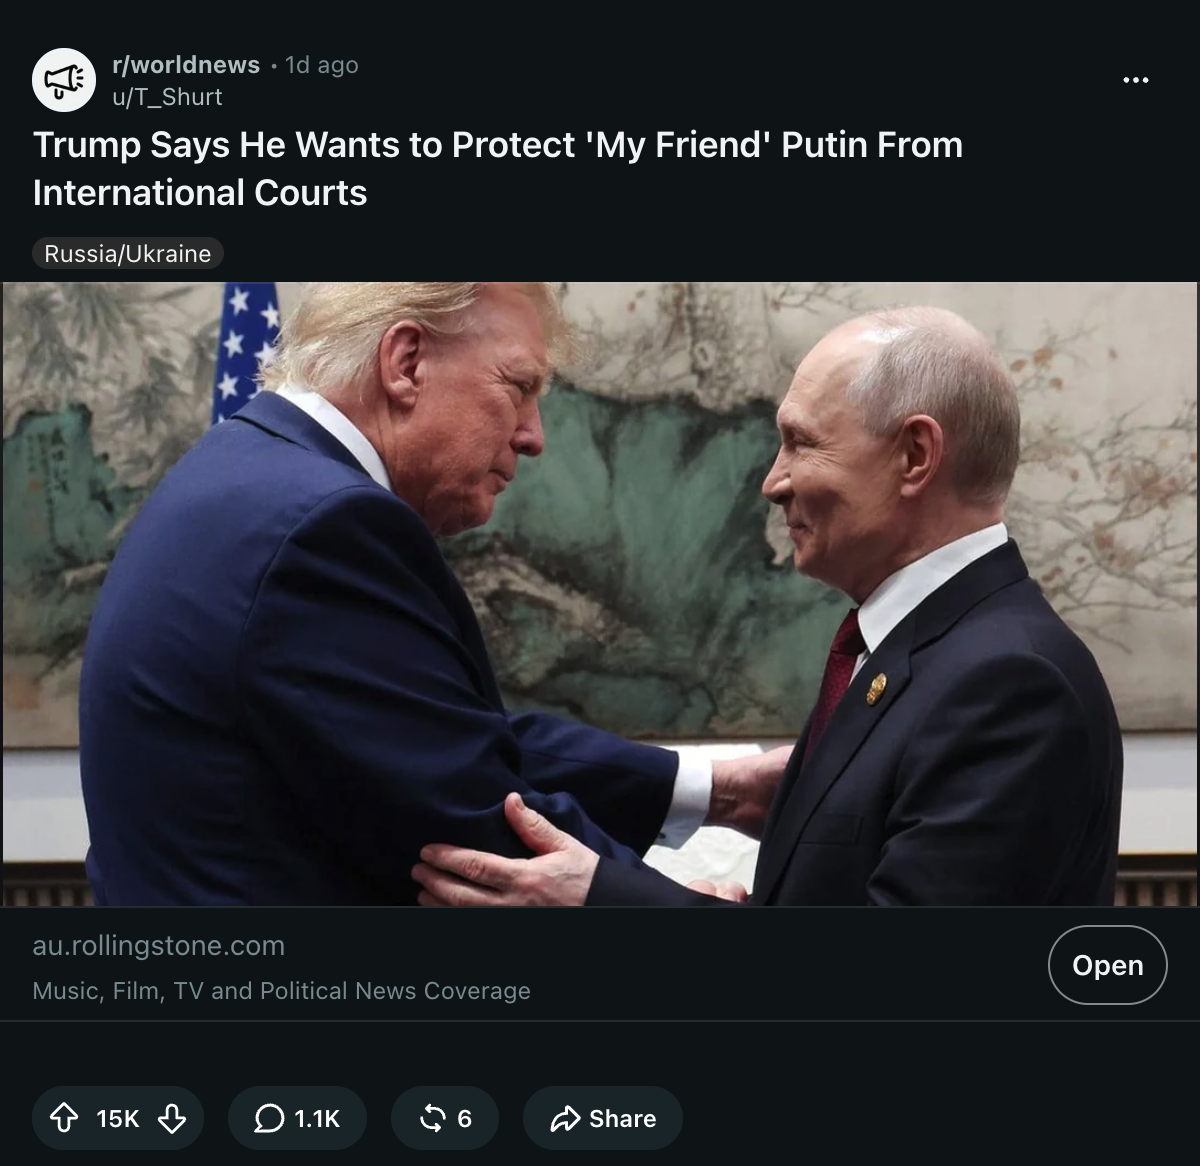 r/worldnews • 1d ago
u/T_Shurt
Trump Says He Wants to Protect 'My Friend' Putin From
International Courts
Russia/Ukraine
au.rollingstone.com
Music, Film, TV and Political News Coverage
Open
15K
1.1K
6
Share